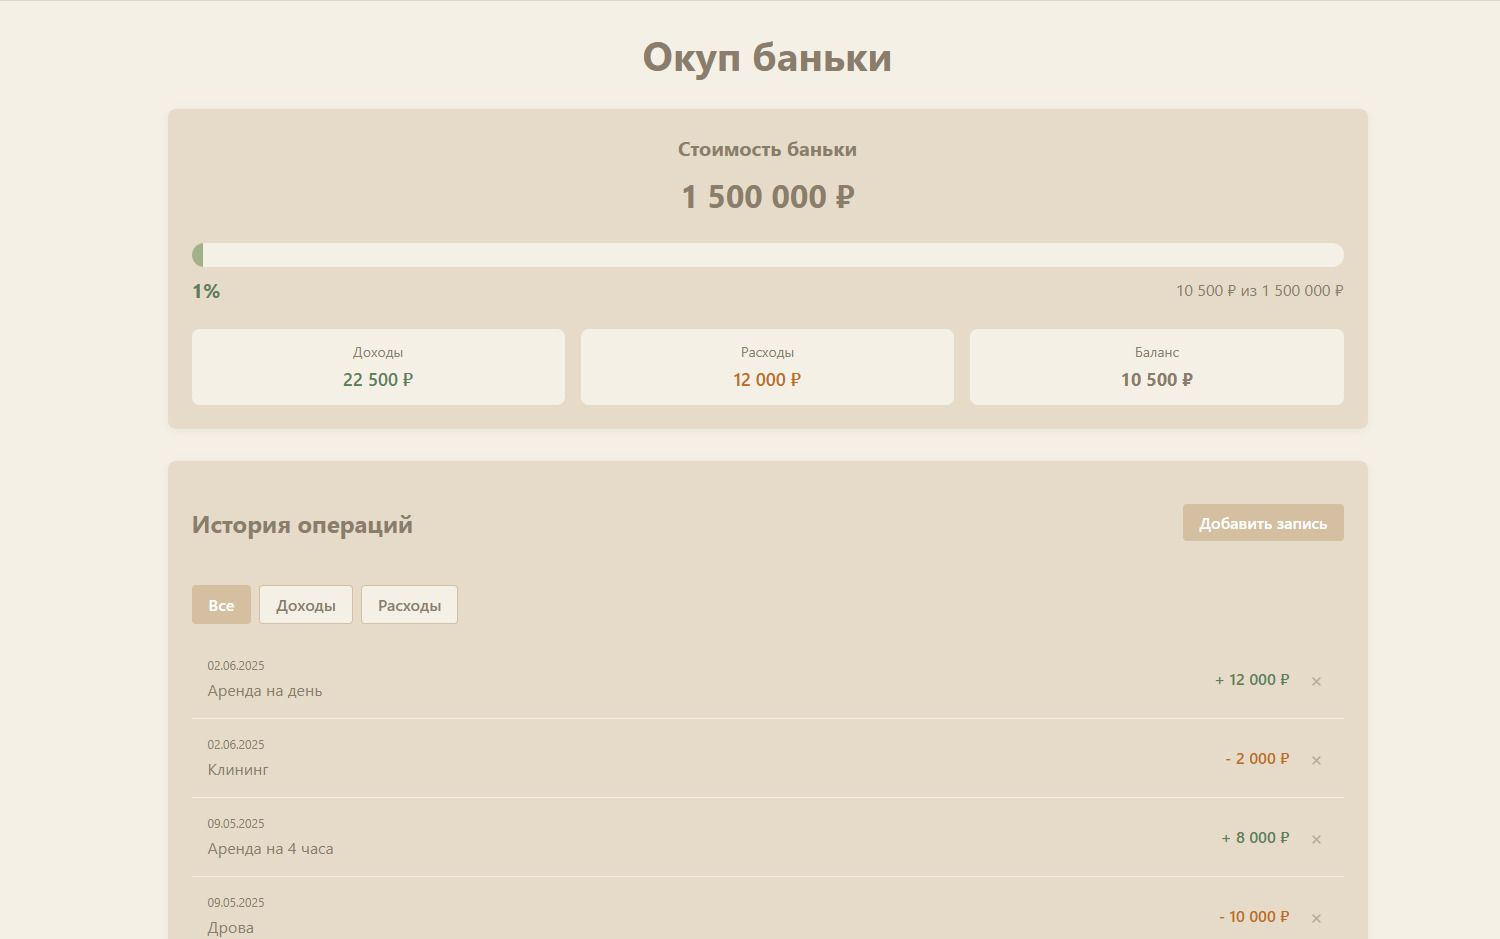 Окуп баньки
Стоимость баньки
1 500 000 ₽
1%
10 500 ₽ из 1 500 000 ₽
Доходы
22 500 ₽
Расходы
12 000 ₽
Баланс
10 500 ₽
История операций
Добавить запись
Все Доходы Расходы
02.06.2025
Аренда на день
+ 12 000 ₽ ×
02.06.2025
Клининг
- 2 000 ₽ ×
09.05.2025
Аренда на 4 часа
+ 8 000 ₽ ×
09.05.2025
Дрова
- 10 000 ₽ ×